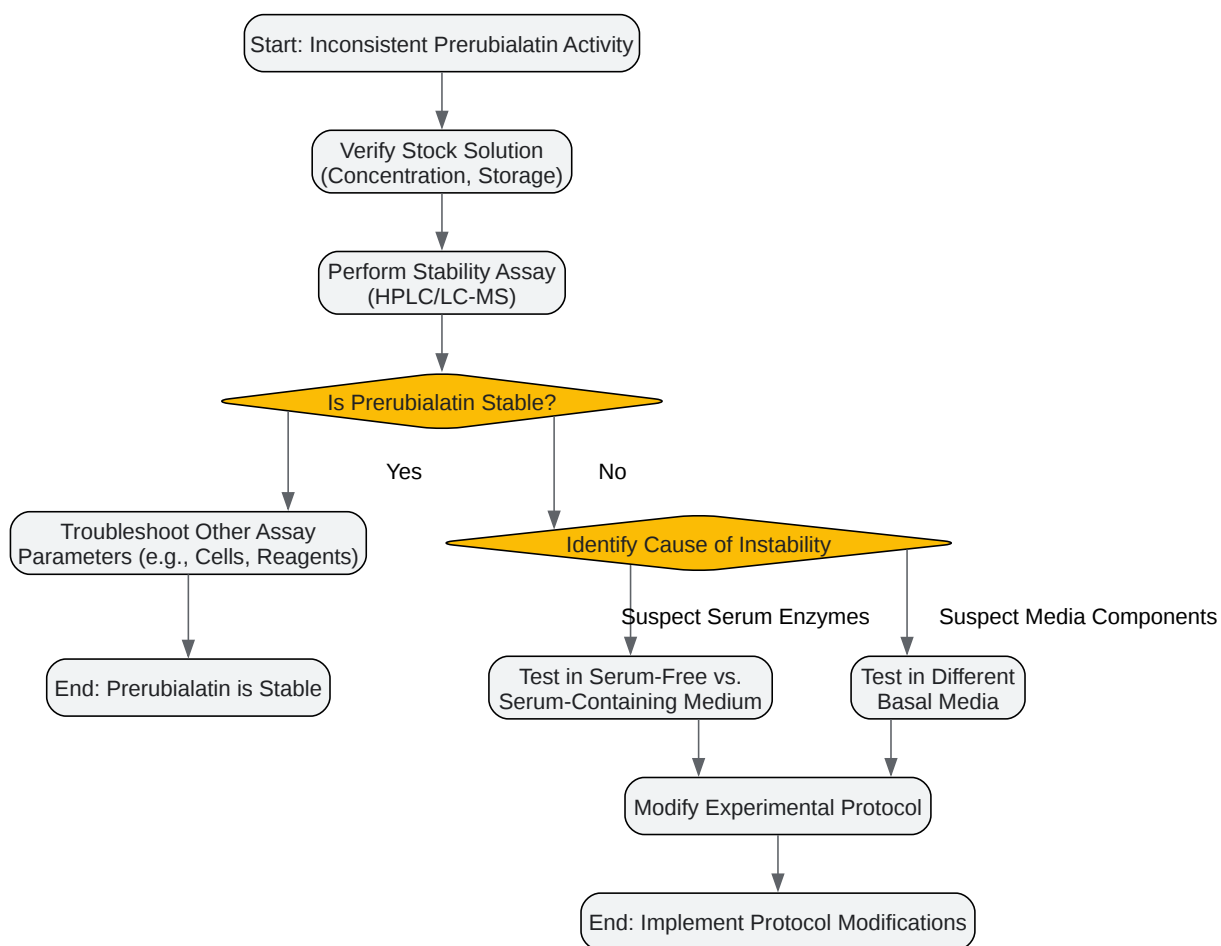 Start: Inconsistent Prerubialatin Activity
Verify Stock Solution
(Concentration, Storage)
Perform Stability Assay
(HPLC/LC-MS)
Is Prerubialatin Stable?
Yes
No
Troubleshoot Other Assay
Parameters (e.g., Cells, Reagents)
Identify Cause of Instability
Suspect Serum Enzymes
Suspect Media Components
End: Prerubialatin is Stable
Test in Serum-Free vs.
Serum-Containing Medium
Test in Different
Basal Media
Modify Experimental Protocol
End: Implement Protocol Modifications